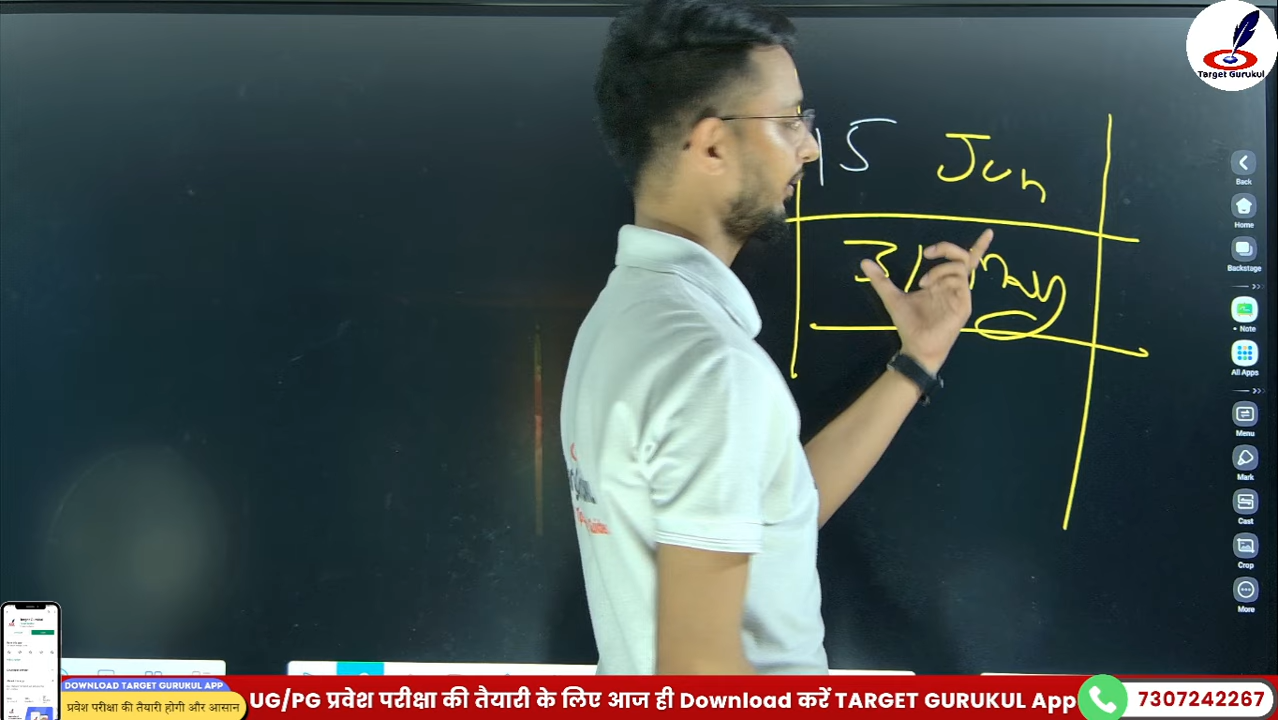 Target Gurukul
15 Jun
31 May
Back
Home
Backstage
Note
All Apps
Menu
Mark
Cast
Crop
More
DOWNLOAD TARGET GURUKUL APP
प्रवेश परीक्षा की तैयारी होगी और आसान
UG/PG प्रवेश परीक्षा की तैयारी के लिए आज ही Download करें TARGET GURUKUL App
7307242267